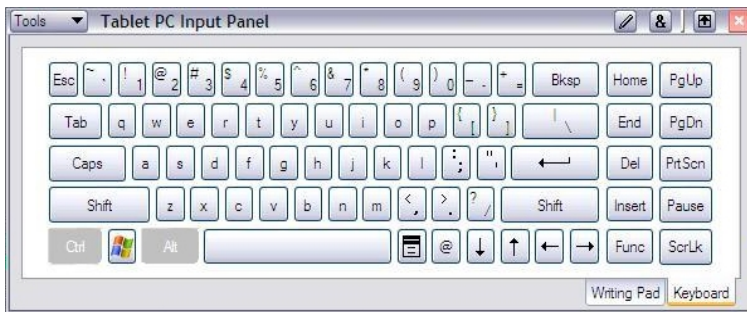 Tools Tablet PC Input Panel &
Esc ~ ` ! 1 @ 2 # 3 $ 4 % 5 ^ 6 & 7 * 8 ( 9 ) 0 _ - + = Bksp Home PgUp
Tab q w e r t y u i o p { [ } ] | \ End PgDn
Caps a s d f g h j k l : ; " ' Del PrtScn
Shift z x c v b n m < , > . ? / Shift Insert Pause
Ctrl Alt @ ↓ ↑ ← → Func ScrLk
Writing Pad Keyboard